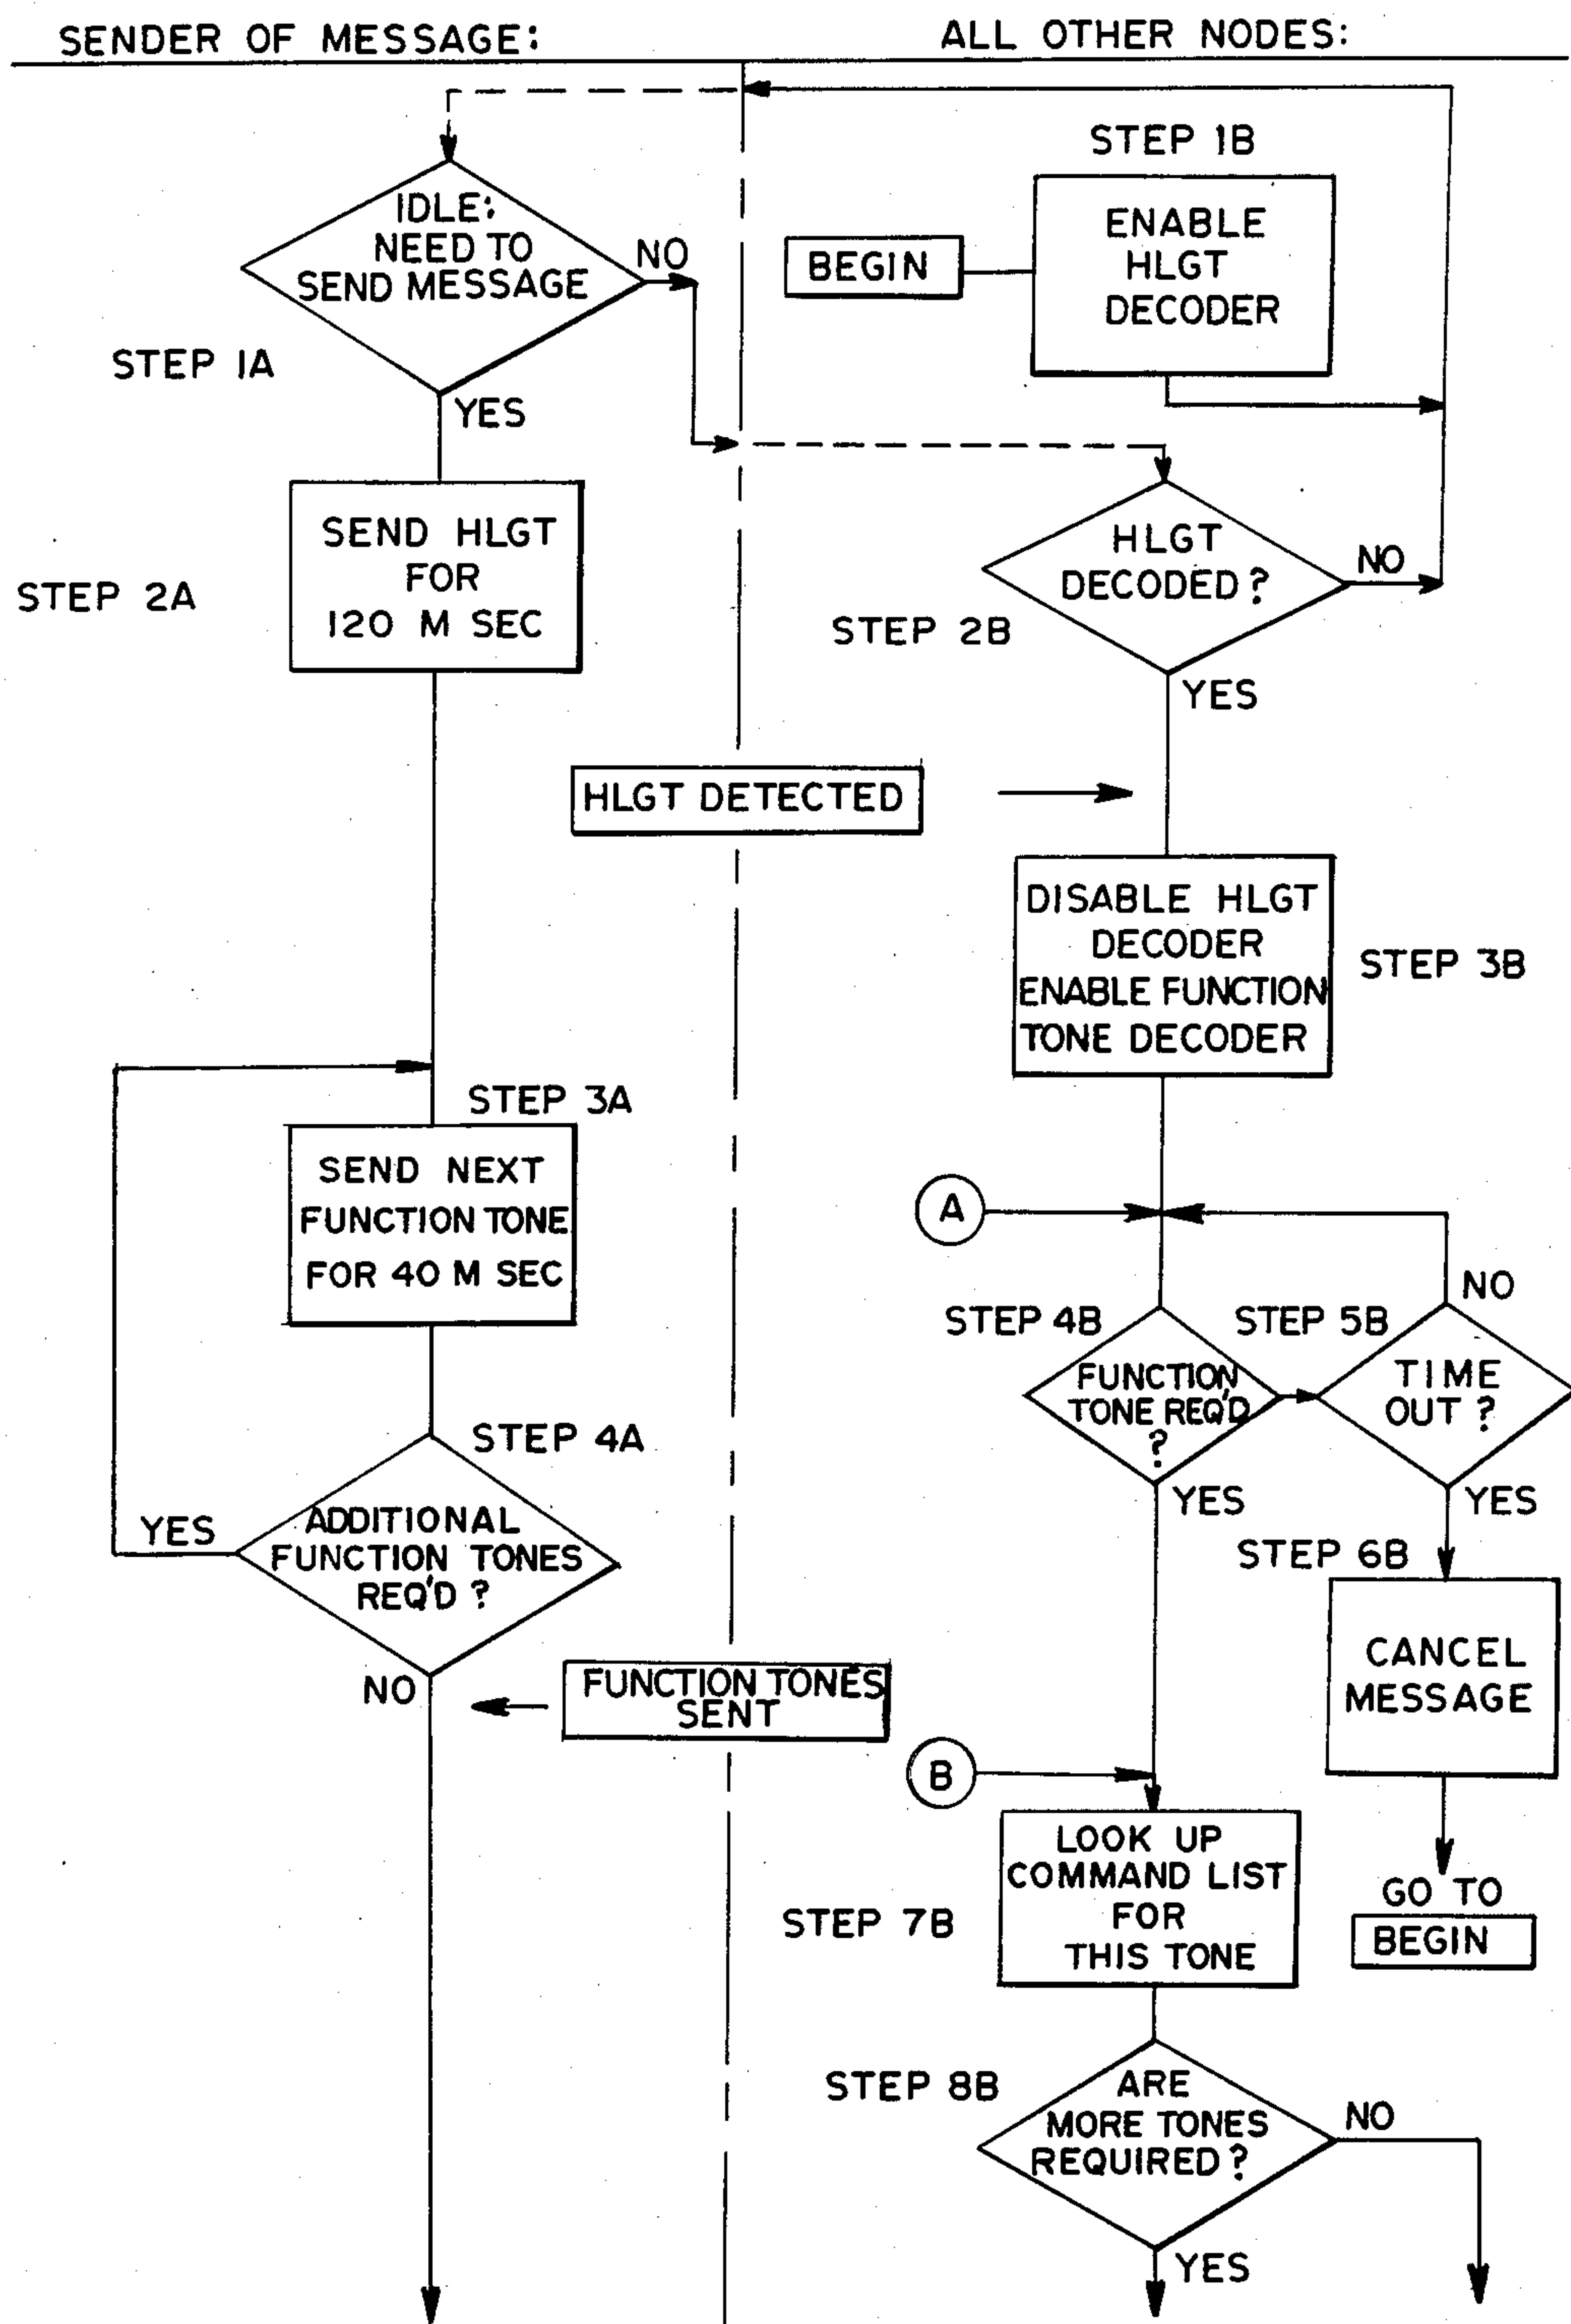 SENDER OF MESSAGE:
ALL OTHER NODES:
IDLE:
NEED TO
SEND MESSAGE
NO
STEP 1A
YES
STEP 1B
BEGIN
ENABLE
HLGT
DECODER
SEND HLGT
FOR
120 M SEC
STEP 2A
HLGT
DECODED?
NO
STEP 2B
YES
HLGT DETECTED
DISABLE HLGT
DECODER
ENABLE FUNCTION
TONE DECODER
STEP 3B
STEP 3A
SEND NEXT
FUNCTION TONE
FOR 40 M SEC
A
NO
STEP 4B
STEP 5B
FUNCTION
TONE REQ'D
?
TIME
OUT?
YES
YES
STEP 4A
YES
ADDITIONAL
FUNCTION TONES
REQ'D?
NO
FUNCTION TONES
SENT
STEP 6B
CANCEL
MESSAGE
B
LOOK UP
COMMAND LIST
FOR
THIS TONE
STEP 7B
GO TO
BEGIN
STEP 8B
ARE
MORE TONES
REQUIRED?
NO
YES